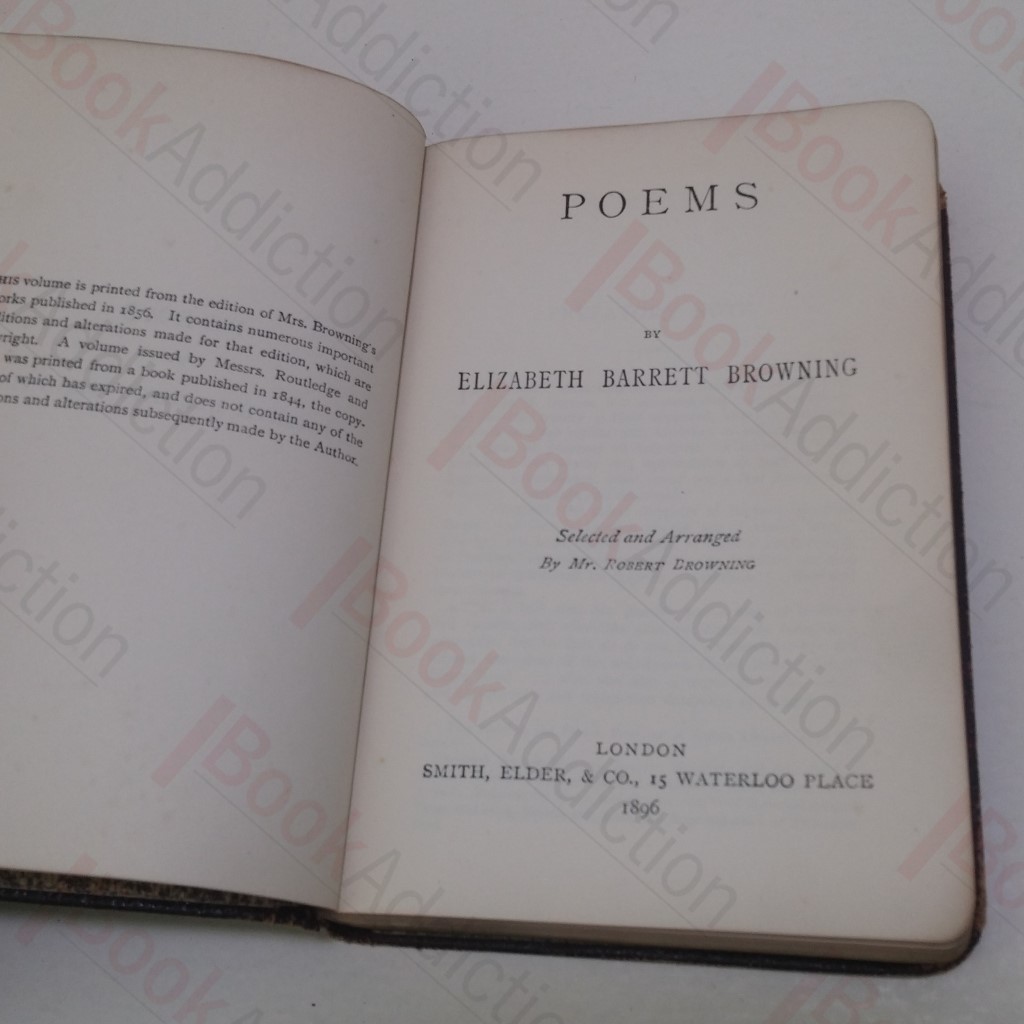 HIS volume is printed from the edition of Mrs. Browning's
orks published in 1856. It contains numerous important
itions and alterations made for that edition, which are
right. A volume issued by Messrs. Routledge and
was printed from a book published in 1844, the copy-
of which has expired, and does not contain any of the
ons and alterations subsequently made by the Author.
POEMS
BY
ELIZABETH BARRETT BROWNING
Selected and Arranged
By Mr. ROBERT BROWNING
LONDON
SMITH, ELDER, & CO., 15 WATERLOO PLACE
1896
BookAddiction